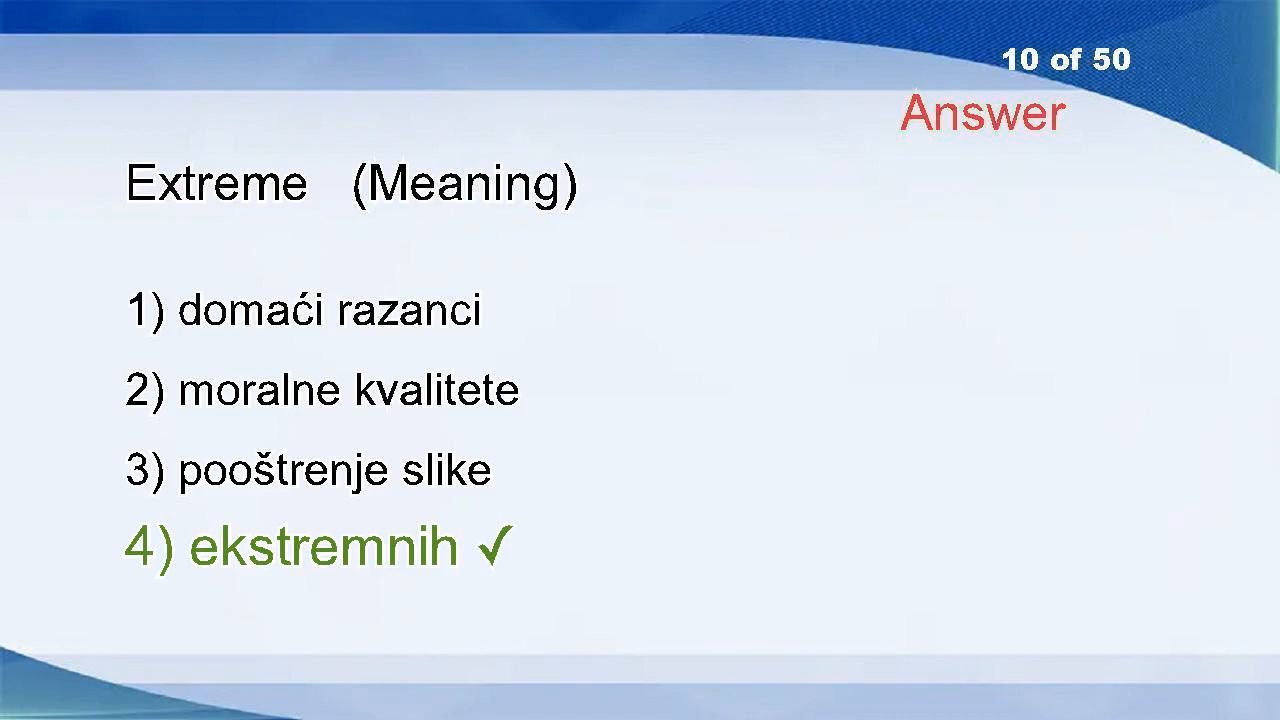 10 of 50
Answer
Extreme (Meaning)
1) domaći razanci
2) moralne kvalitete
3) pooštrenje slike
4) ekstremnih ✓